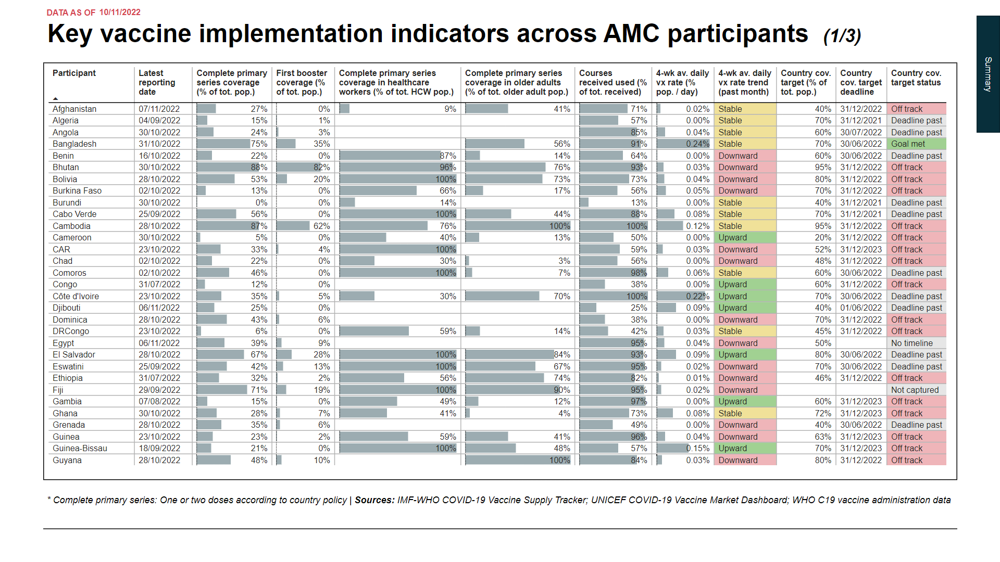 DATA AS OF 10/11/2022
Key vaccine implementation indicators across AMC participants (1/3)
Summary
Participant Latest reporting date Complete primary series coverage (% of tot. pop.) First booster coverage (% of tot. pop.) Complete primary series coverage in healthcare workers (% of tot. HCW pop.) Complete primary series coverage in older adults (% of tot. older adult pop.) Courses received used (% of tot. received) 4-wk av. daily vx rate (% pop. / day) 4-wk av. daily vx rate trend (past month) Country cov. target (% of tot. pop.) Country cov. target deadline Country cov. target status
Afghanistan 07/11/2022 27% 0% 9% 41% 71% 0.02% Stable 40% 31/12/2022 Off track
Algeria 04/09/2022 15% 1% 57% 0.00% Stable 70% 31/12/2021 Deadline past
Angola 30/10/2022 24% 3% 85% 0.04% Stable 60% 30/07/2022 Deadline past
Bangladesh 31/10/2022 75% 35% 56% 91% 0.24% Stable 70% 30/06/2022 Goal met
Benin 16/10/2022 22% 0% 87% 14% 64% 0.00% Downward 60% 30/06/2022 Deadline past
Bhutan 30/10/2022 88% 82% 96% 76% 93% 0.03% Downward 95% 31/12/2022 Off track
Bolivia 28/10/2022 53% 20% 100% 73% 73% 0.04% Downward 80% 31/12/2022 Off track
Burkina Faso 02/10/2022 13% 0% 66% 17% 56% 0.05% Downward 70% 31/12/2022 Off track
Burundi 30/10/2022 0% 0% 14% 13% 0.00% Stable 40% 31/12/2021 Deadline past
Cabo Verde 25/09/2022 56% 0% 100% 44% 88% 0.08% Stable 70% 31/12/2021 Deadline past
Cambodia 28/10/2022 87% 62% 76% 100% 100% 0.12% Stable 95% 31/12/2022 Off track
Cameroon 30/10/2022 5% 0% 40% 13% 50% 0.00% Upward 20% 31/12/2022 Off track
CAR 23/10/2022 33% 4% 100% 59% 0.03% Downward 52% 31/12/2023 Off track
Chad 02/10/2022 22% 0% 30% 3% 56% 0.00% Downward 48% 31/12/2022 Off track
Comoros 02/10/2022 46% 0% 100% 7% 98% 0.06% Stable 60% 30/06/2022 Deadline past
Congo 31/07/2022 12% 0% 38% 0.00% Upward 60% 31/12/2022 Off track
Côte d'Ivoire 23/10/2022 35% 5% 30% 70% 100% 0.22% Upward 70% 30/06/2022 Deadline past
Djibouti 06/11/2022 25% 0% 25% 0.09% Upward 40% 01/06/2022 Deadline past
Dominica 28/10/2022 43% 6% 38% 0.00% Downward 70% 31/12/2022 Off track
DRCongo 23/10/2022 6% 0% 59% 14% 42% 0.03% Stable 45% 31/12/2022 Off track
Egypt 06/11/2022 39% 9% 95% 0.04% Downward 50% No timeline
El Salvador 28/10/2022 67% 28% 100% 84% 93% 0.09% Upward 80% 30/06/2022 Deadline past
Eswatini 25/09/2022 42% 13% 100% 67% 95% 0.02% Downward 70% 30/06/2022 Deadline past
Ethiopia 31/07/2022 32% 2% 56% 74% 82% 0.01% Downward 46% 31/12/2022 Off track
Fiji 29/09/2022 71% 19% 100% 90% 95% 0.02% Downward Not captured
Gambia 07/08/2022 15% 0% 49% 12% 97% 0.00% Upward 60% 31/12/2023 Off track
Ghana 30/10/2022 28% 7% 41% 4% 73% 0.08% Stable 72% 31/12/2023 Off track
Grenada 28/10/2022 35% 6% 49% 0.00% Downward 40% 30/06/2022 Deadline past
Guinea 23/10/2022 23% 2% 59% 41% 96% 0.04% Downward 63% 31/12/2023 Off track
Guinea-Bissau 18/09/2022 21% 0% 100% 48% 57% 0.15% Upward 70% 31/12/2023 Off track
Guyana 28/10/2022 48% 10% 100% 84% 0.03% Downward 80% 31/12/2022 Off track
* Complete primary series: One or two doses according to country policy | Sources: IMF-WHO COVID-19 Vaccine Supply Tracker; UNICEF COVID-19 Vaccine Market Dashboard; WHO C19 vaccine administration data